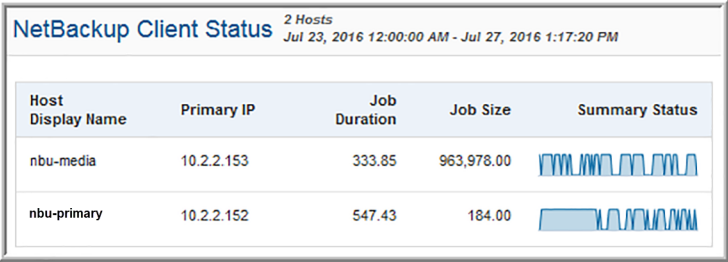 NetBackup Client Status
2 Hosts
Jul 23, 2016 12:00:00 AM - Jul 27, 2016 1:17:20 PM
Host Display Name Primary IP Job Duration Job Size Summary Status
nbu-media 10.2.2.153 333.85 963,978.00
nbu-primary 10.2.2.152 547.43 184.00